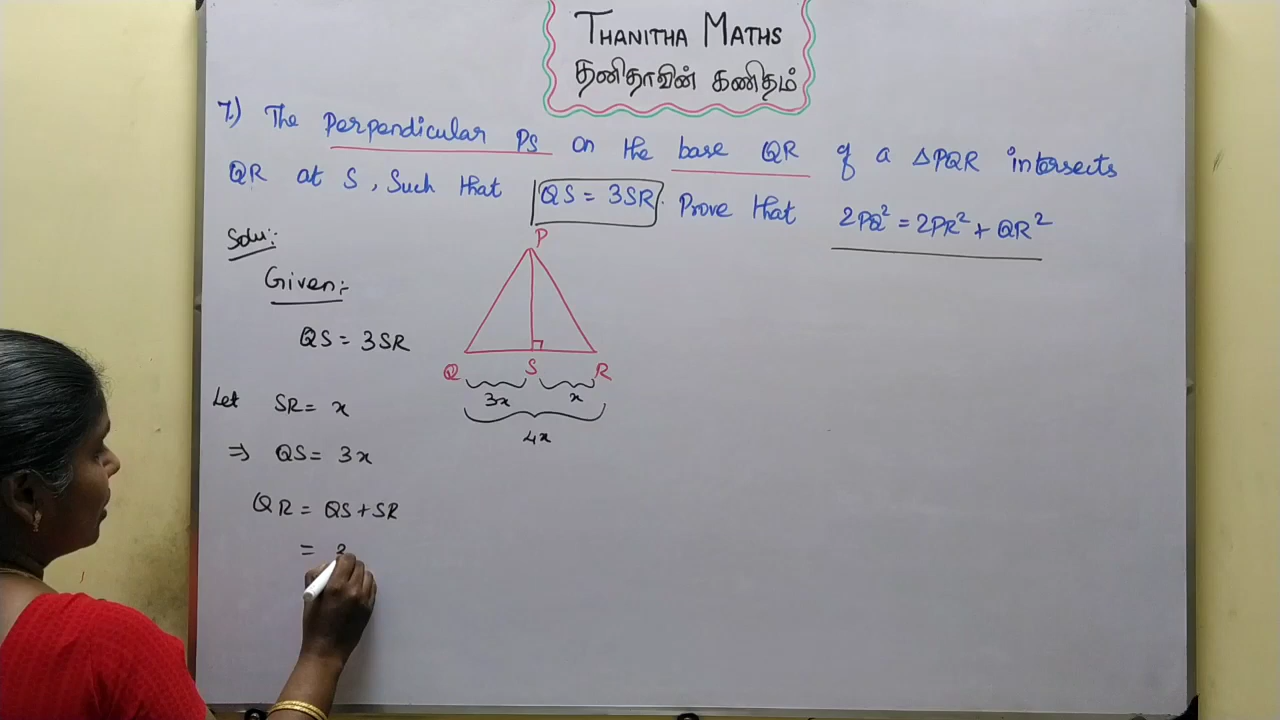 THANITHA MATHS
தனிதாவின் கணிதம்
7.) The Perpendicular PS on the base QR of a ΔPQR intersects
QR at S, Such that QS = 3SR. Prove that 2PQ² = 2PR² + QR²
Solu:-
Given:-
QS = 3SR
Let SR = x
⇒ QS = 3x
QR = QS + SR
= 3
P
Q S R
3x x
4x